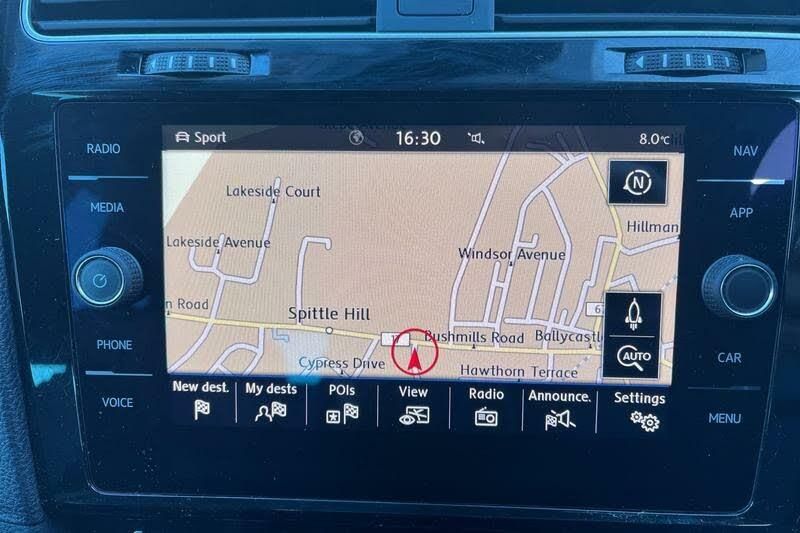 Sport
16:30
8.0°C
RADIO
MEDIA
PHONE
VOICE
NAV
APP
CAR
MENU
N
Lakeside Court
Lakeside Avenue
Windsor Avenue
Hillman
n Road
Spittle Hill
Bushmills Road
Ballycastl
Cypress Drive
Hawthorn Terrace
AUTO
New dest.
My dests
POIs
View
Radio
Announce.
Settings